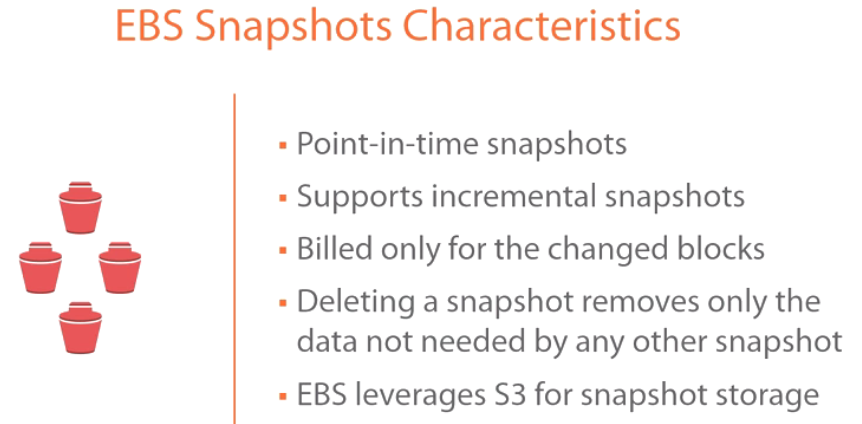 EBS Snapshots Characteristics
▪ Point-in-time snapshots
▪ Supports incremental snapshots
▪ Billed only for the changed blocks
▪ Deleting a snapshot removes only the
data not needed by any other snapshot
▪ EBS leverages S3 for snapshot storage